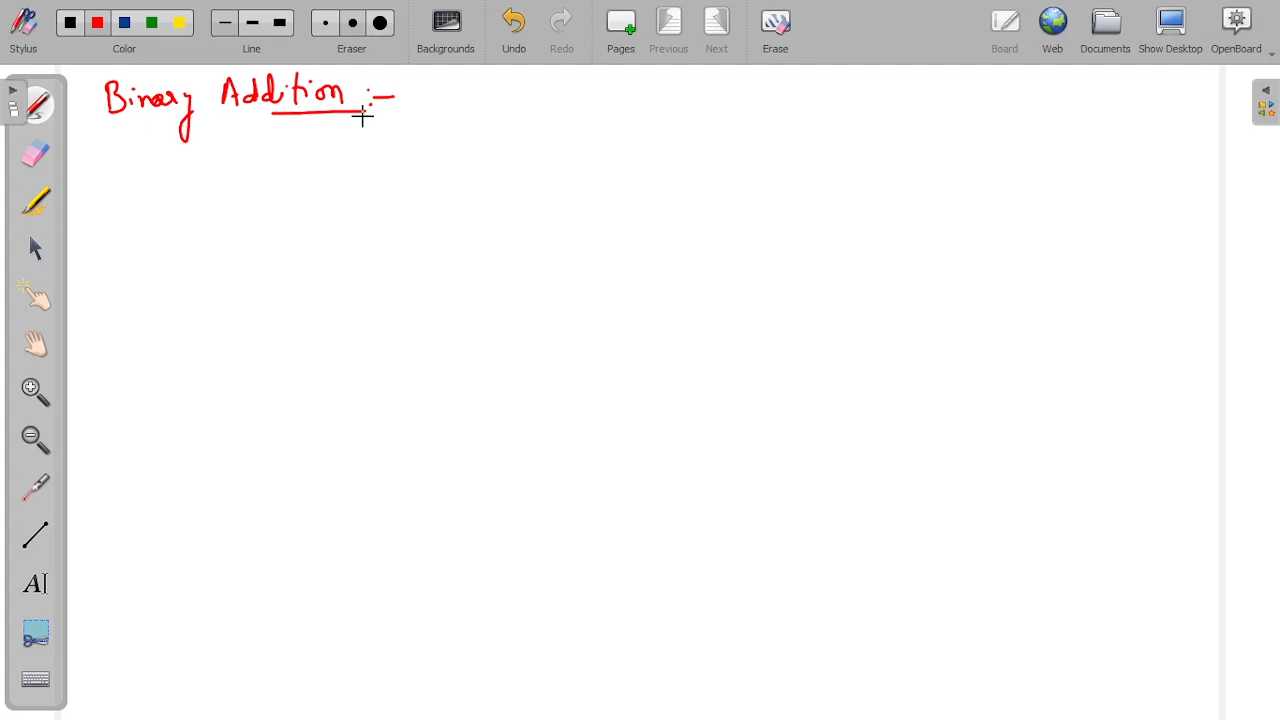 Stylus
Color
Line
Eraser
Backgrounds
Undo
Redo
Pages
Previous
Next
Erase
Board
Web
Documents
Show Desktop
OpenBoard
Binary Addition :-
A